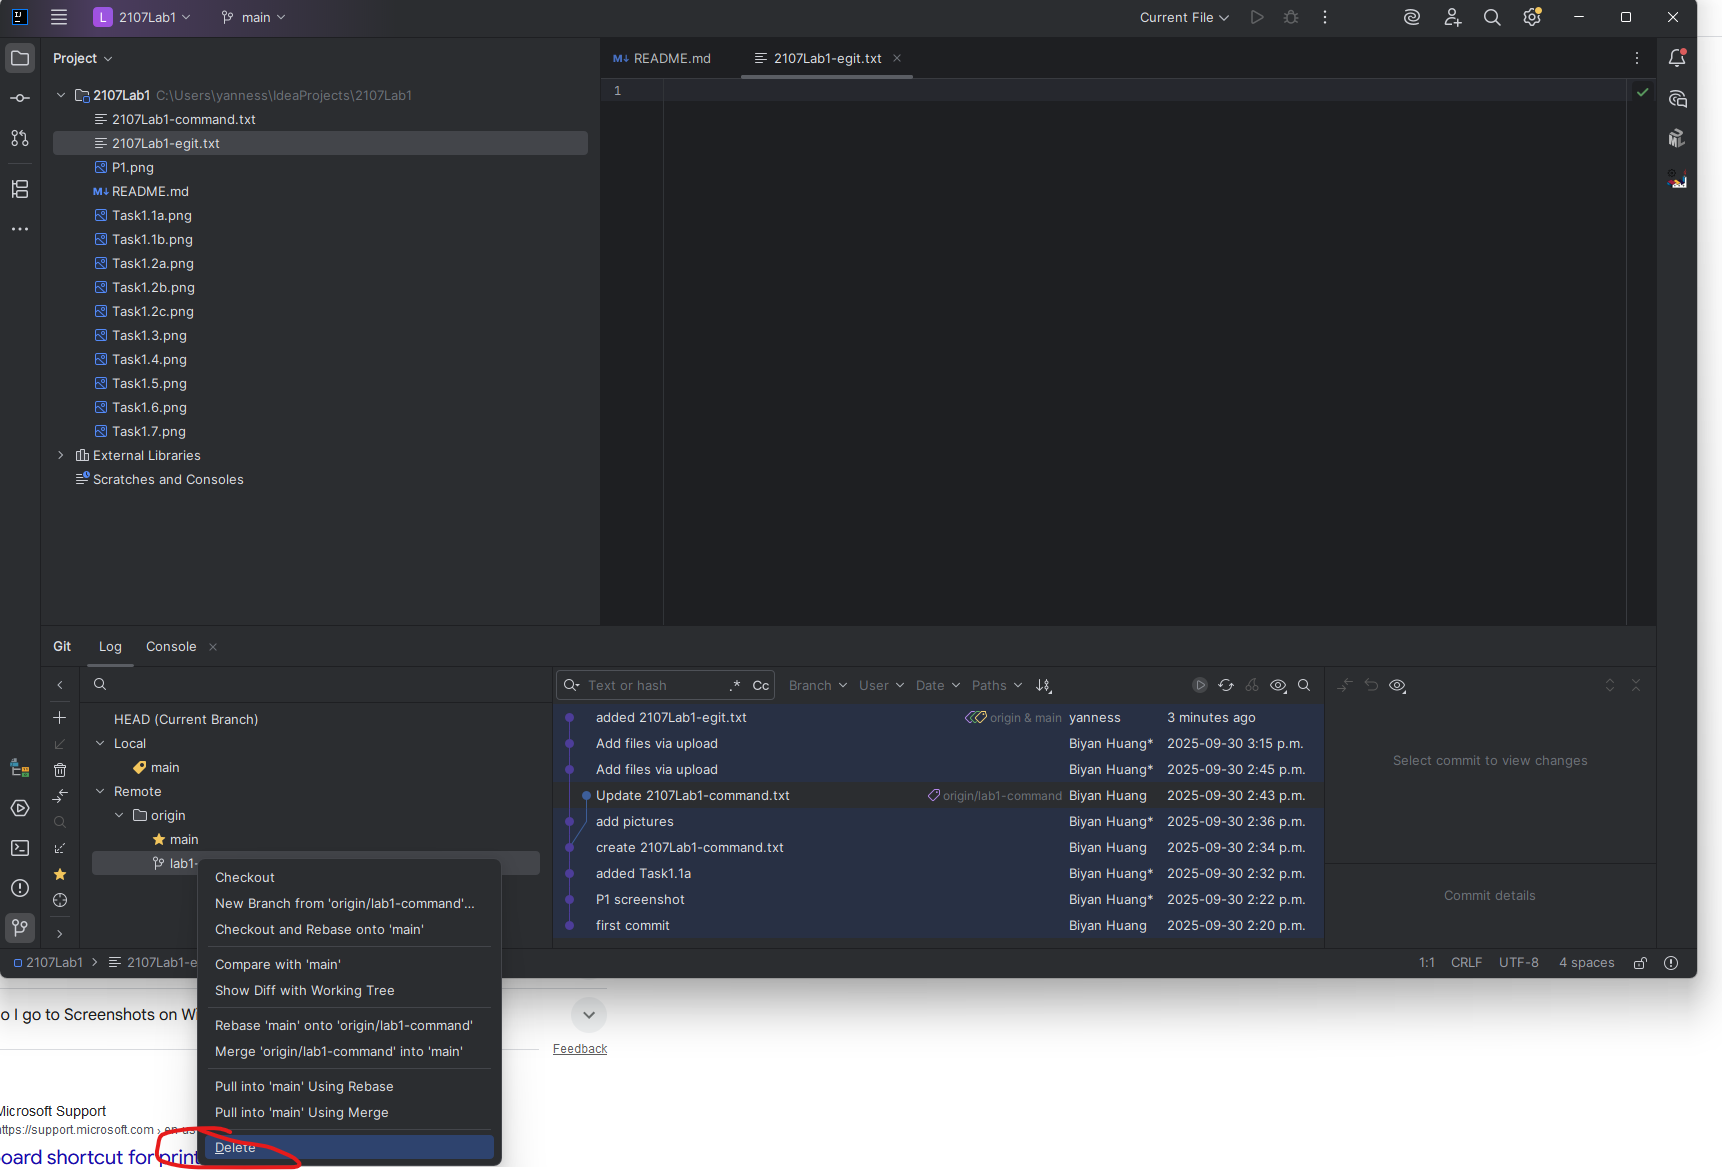 L 2107Lab1 main Current File
Project
README.md 2107Lab1-egit.txt
1
2107Lab1 C:\Users\yanness\IdeaProjects\2107Lab1
2107Lab1-command.txt
2107Lab1-egit.txt
P1.png
README.md
Task1.1a.png
Task1.1b.png
Task1.2a.png
Task1.2b.png
Task1.2c.png
Task1.3.png
Task1.4.png
Task1.5.png
Task1.6.png
Task1.7.png
External Libraries
Scratches and Consoles
Git Log Console
Text or hash .* Cc Branch User Date Paths
HEAD (Current Branch)
Local
main
Remote
origin
main
lab1-
added 2107Lab1-egit.txt origin & main yanness 3 minutes ago
Add files via upload Biyan Huang* 2025-09-30 3:15 p.m.
Add files via upload Biyan Huang* 2025-09-30 2:45 p.m.
Update 2107Lab1-command.txt origin/lab1-command Biyan Huang 2025-09-30 2:43 p.m.
add pictures Biyan Huang* 2025-09-30 2:36 p.m.
create 2107Lab1-command.txt Biyan Huang 2025-09-30 2:34 p.m.
added Task1.1a Biyan Huang* 2025-09-30 2:32 p.m.
P1 screenshot Biyan Huang* 2025-09-30 2:22 p.m.
first commit Biyan Huang 2025-09-30 2:20 p.m.
Select commit to view changes
Commit details
Checkout
New Branch from 'origin/lab1-command'...
Checkout and Rebase onto 'main'
Compare with 'main'
Show Diff with Working Tree
Rebase 'main' onto 'origin/lab1-command'
Merge 'origin/lab1-command' into 'main'
Pull into 'main' Using Rebase
Pull into 'main' Using Merge
Delete
2107Lab1 2107Lab1-e 1:1 CRLF UTF-8 4 spaces
o I go to Screenshots on Wi
Feedback
Microsoft Support
ttps://support.microsoft.com › en-us
oard shortcut for print